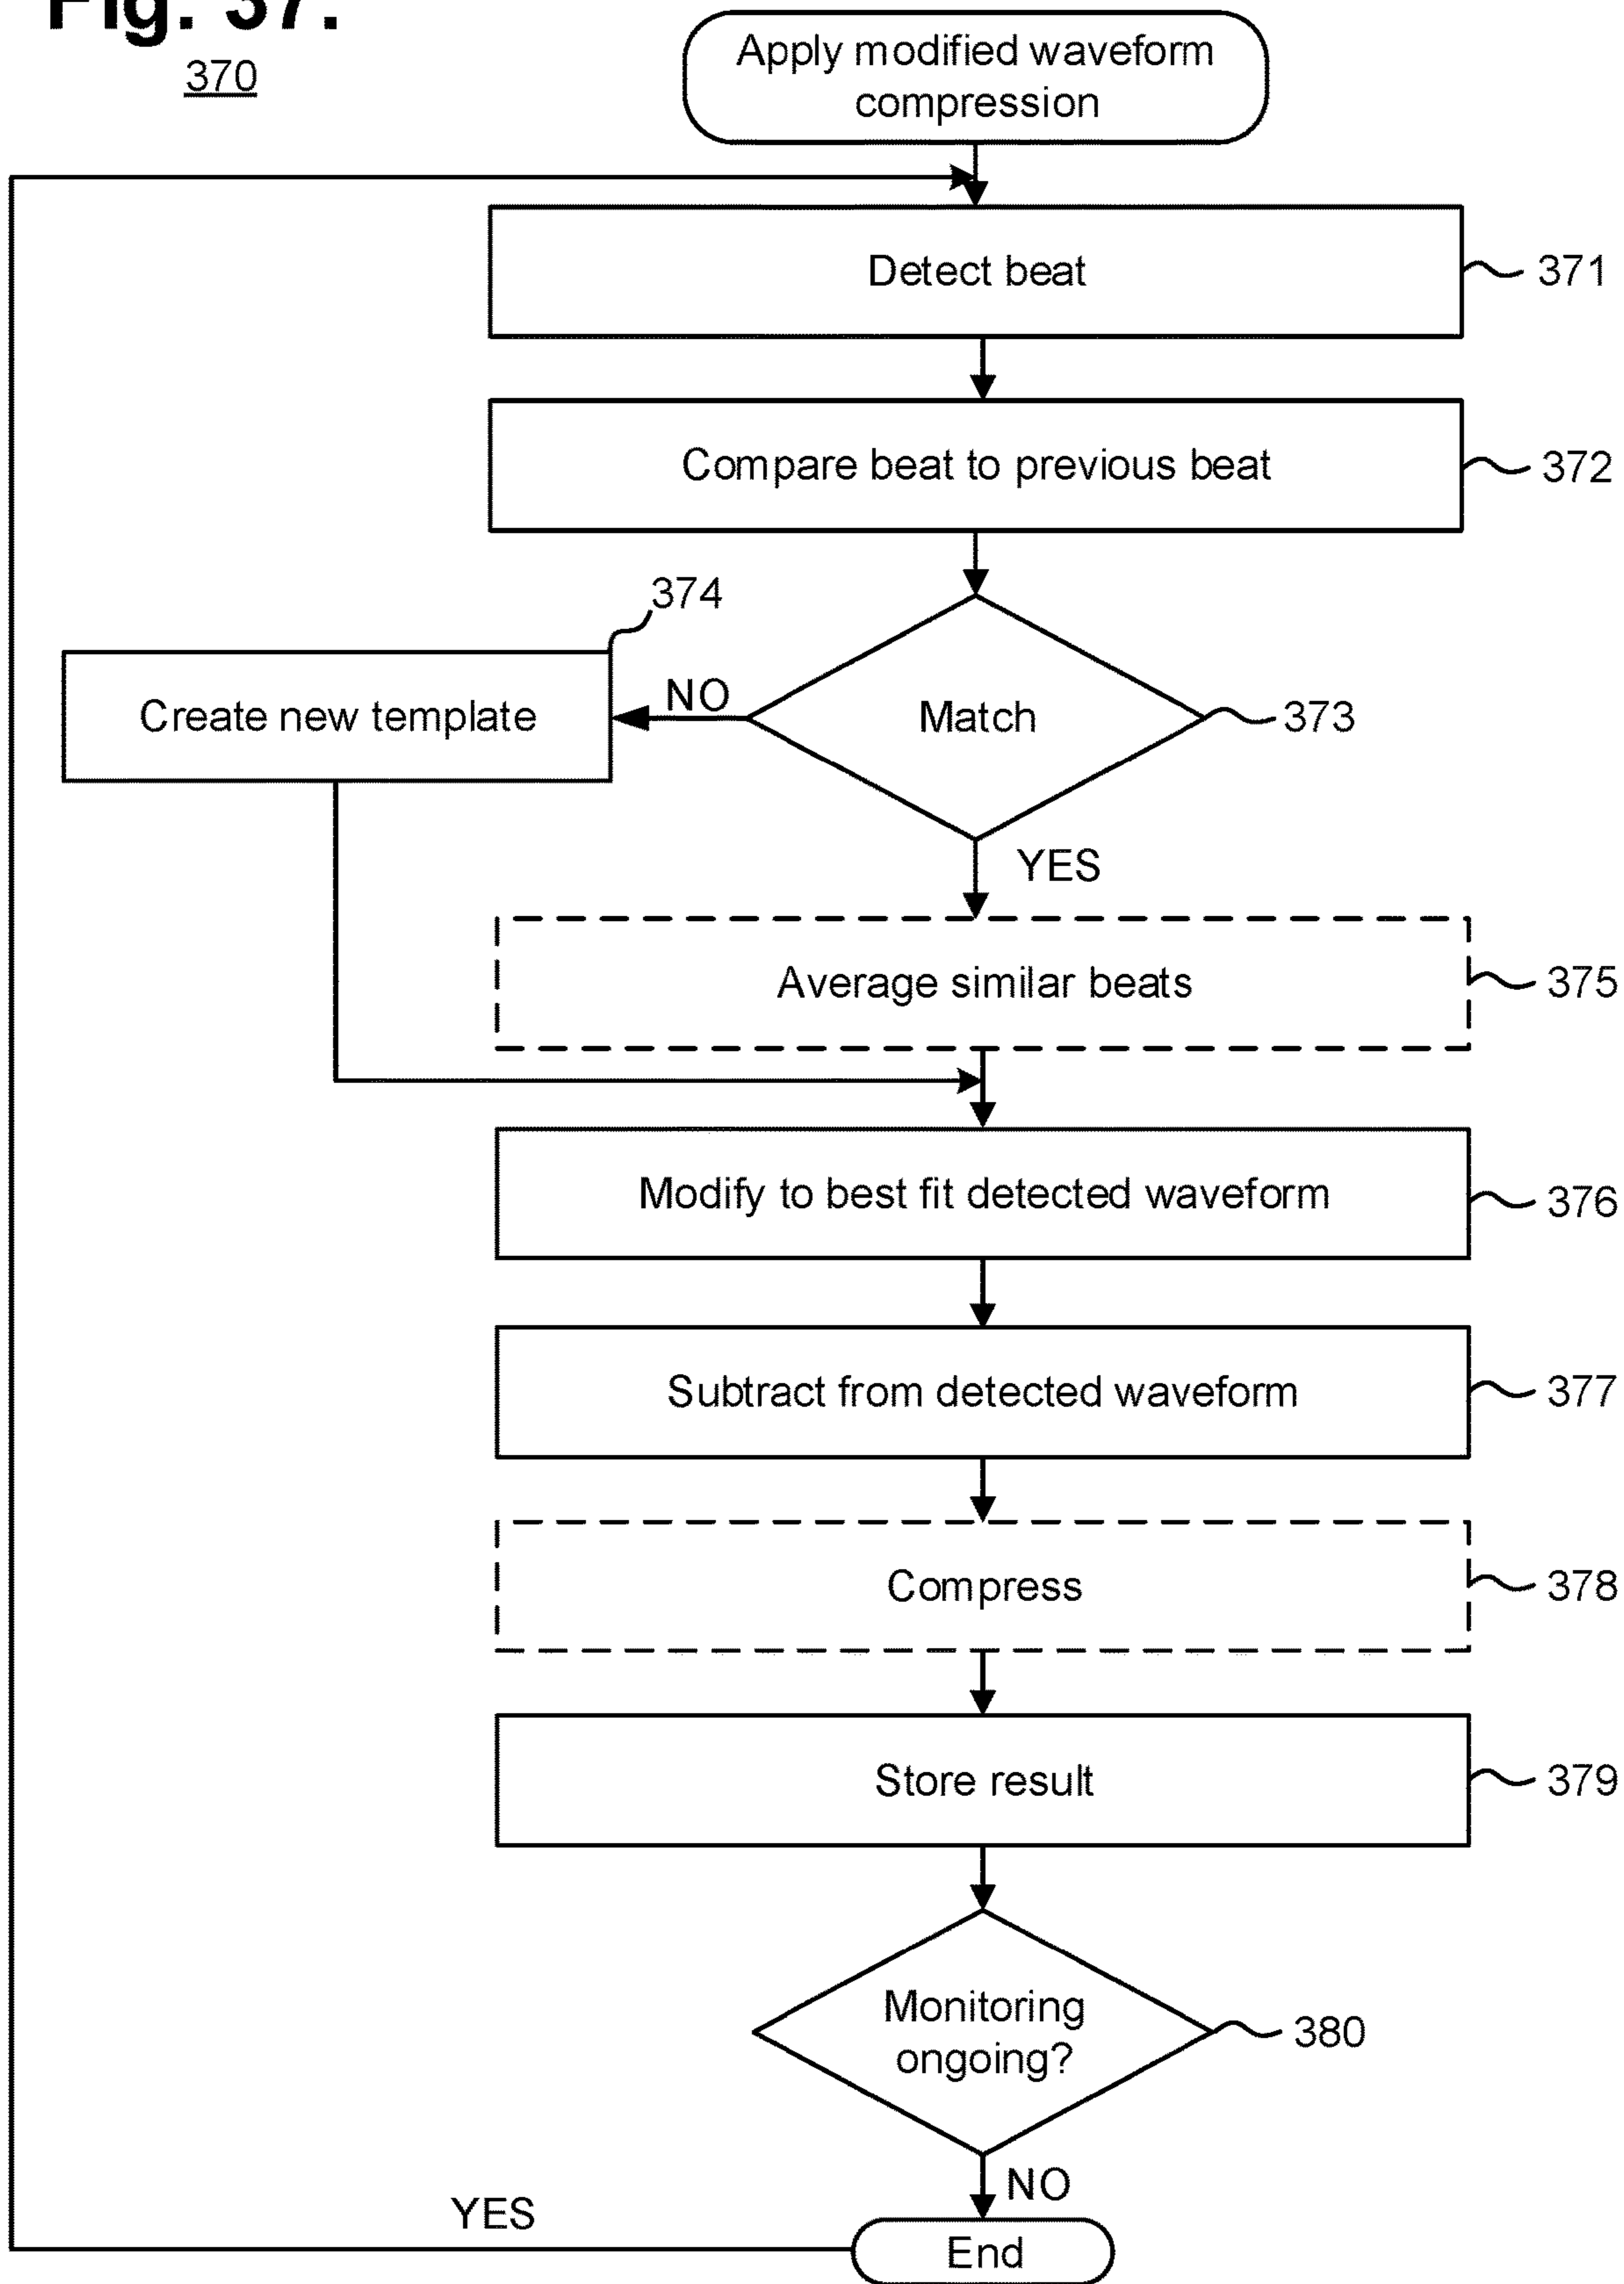 Fig. 37.
370
Apply modified waveform
compression
Detect beat
371
Compare beat to previous beat
372
374
Create new template
NO
Match
373
YES
Average similar beats
375
Modify to best fit detected waveform
376
Subtract from detected waveform
377
Compress
378
Store result
379
Monitoring
ongoing?
380
NO
YES
End